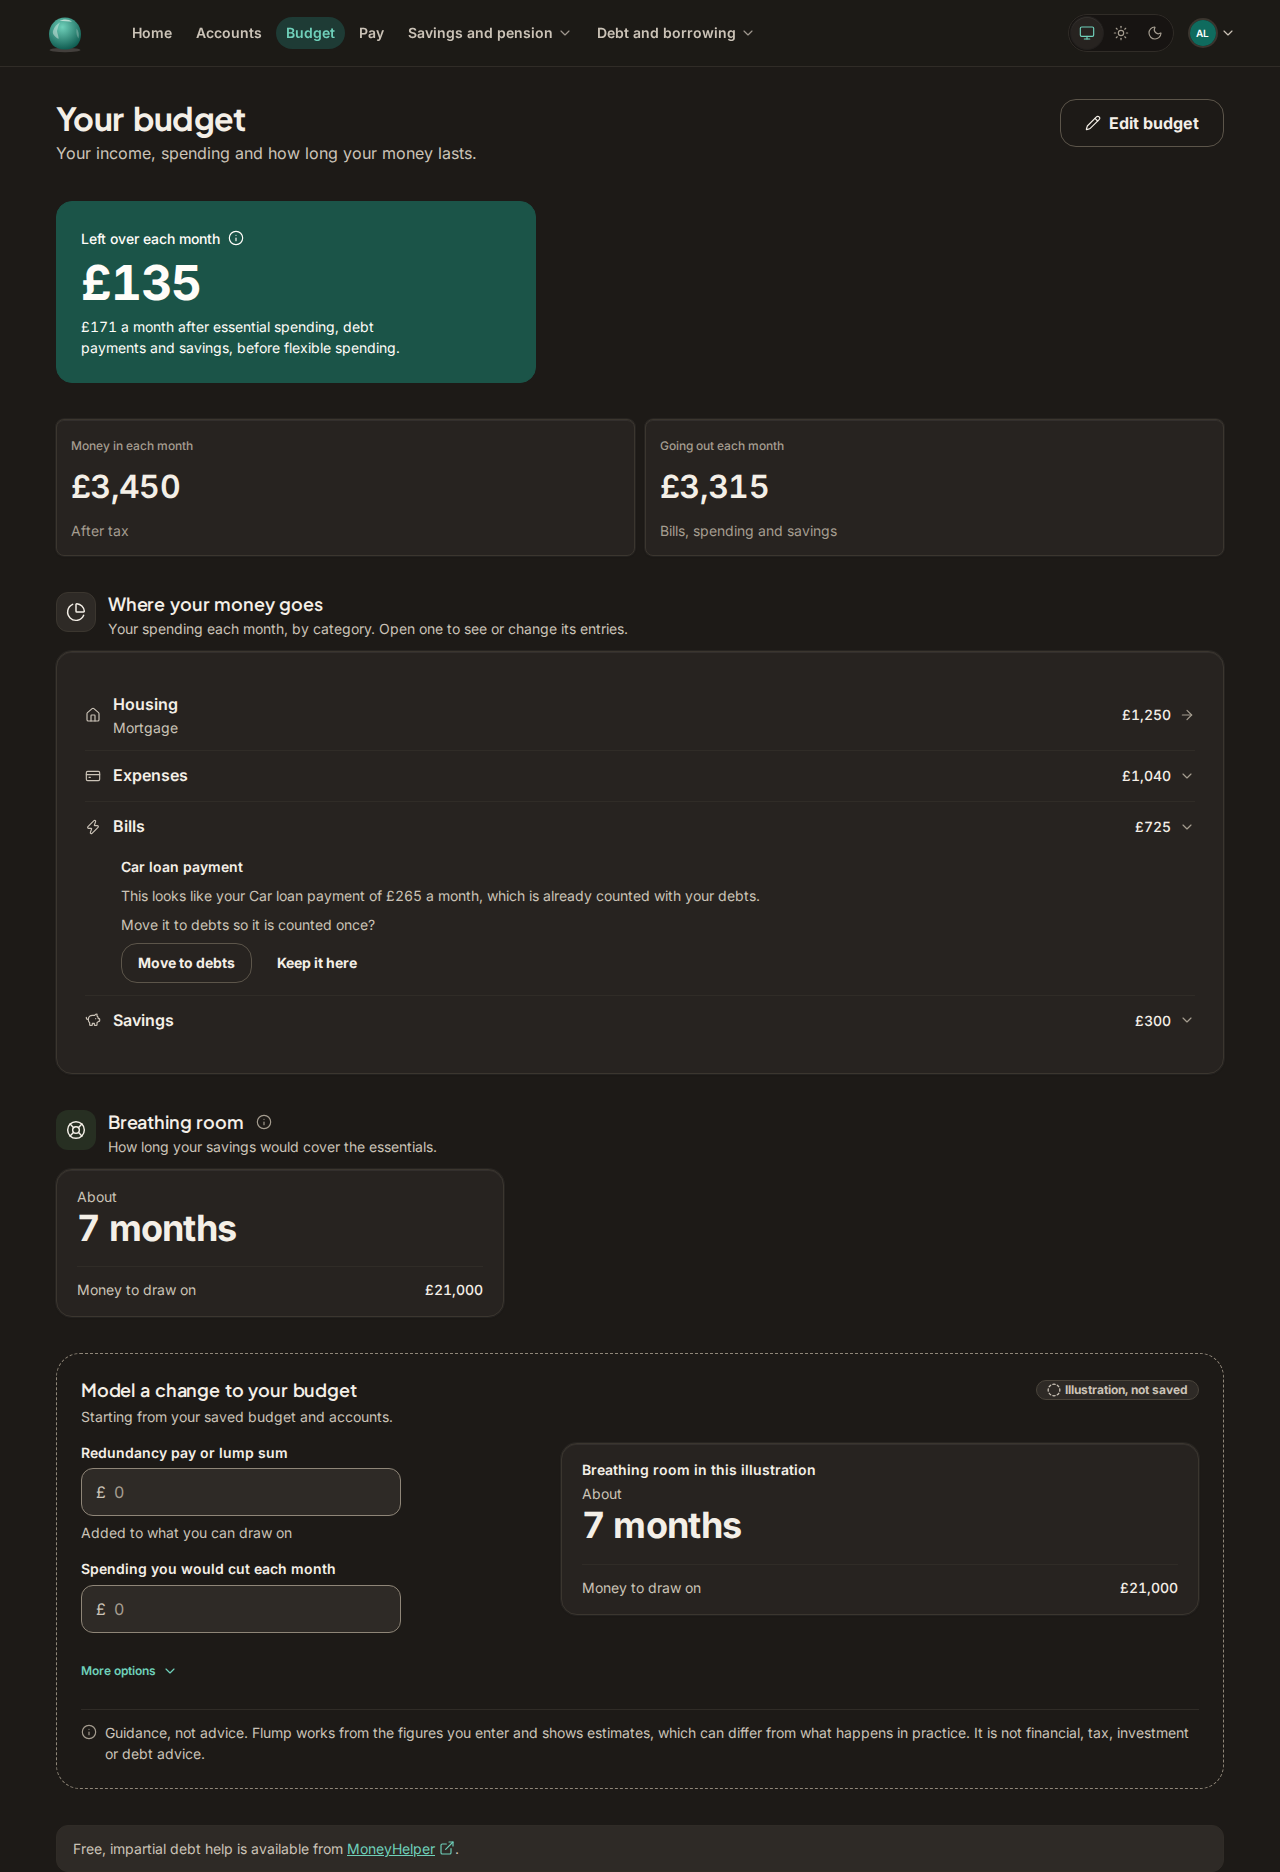 Home
Accounts
Budget
Pay
Savings and pension
Debt and borrowing
AL
Your budget
Edit budget
Your income, spending and how long your money lasts.
Left over each month
£135
£171 a month after essential spending, debt
payments and savings, before flexible spending.
Money in each month
£3,450
After tax
Going out each month
£3,315
Bills, spending and savings
Where your money goes
Your spending each month, by category. Open one to see or change its entries.
Housing
Mortgage
£1,250
Expenses
£1,040
Bills
£725
Car loan payment
This looks like your Car loan payment of £265 a month, which is already counted with your debts.
Move it to debts so it is counted once?
Move to debts
Keep it here
Savings
£300
Breathing room
How long your savings would cover the essentials.
About
7 months
Money to draw on
£21,000
Model a change to your budget
Illustration, not saved
Starting from your saved budget and accounts.
Redundancy pay or lump sum
£ 0
Added to what you can draw on
Spending you would cut each month
£ 0
More options
Breathing room in this illustration
About
7 months
Money to draw on
£21,000
Guidance, not advice. Flump works from the figures you enter and shows estimates, which can differ from what happens in practice. It is not financial, tax, investment
or debt advice.
Free, impartial debt help is available from MoneyHelper.